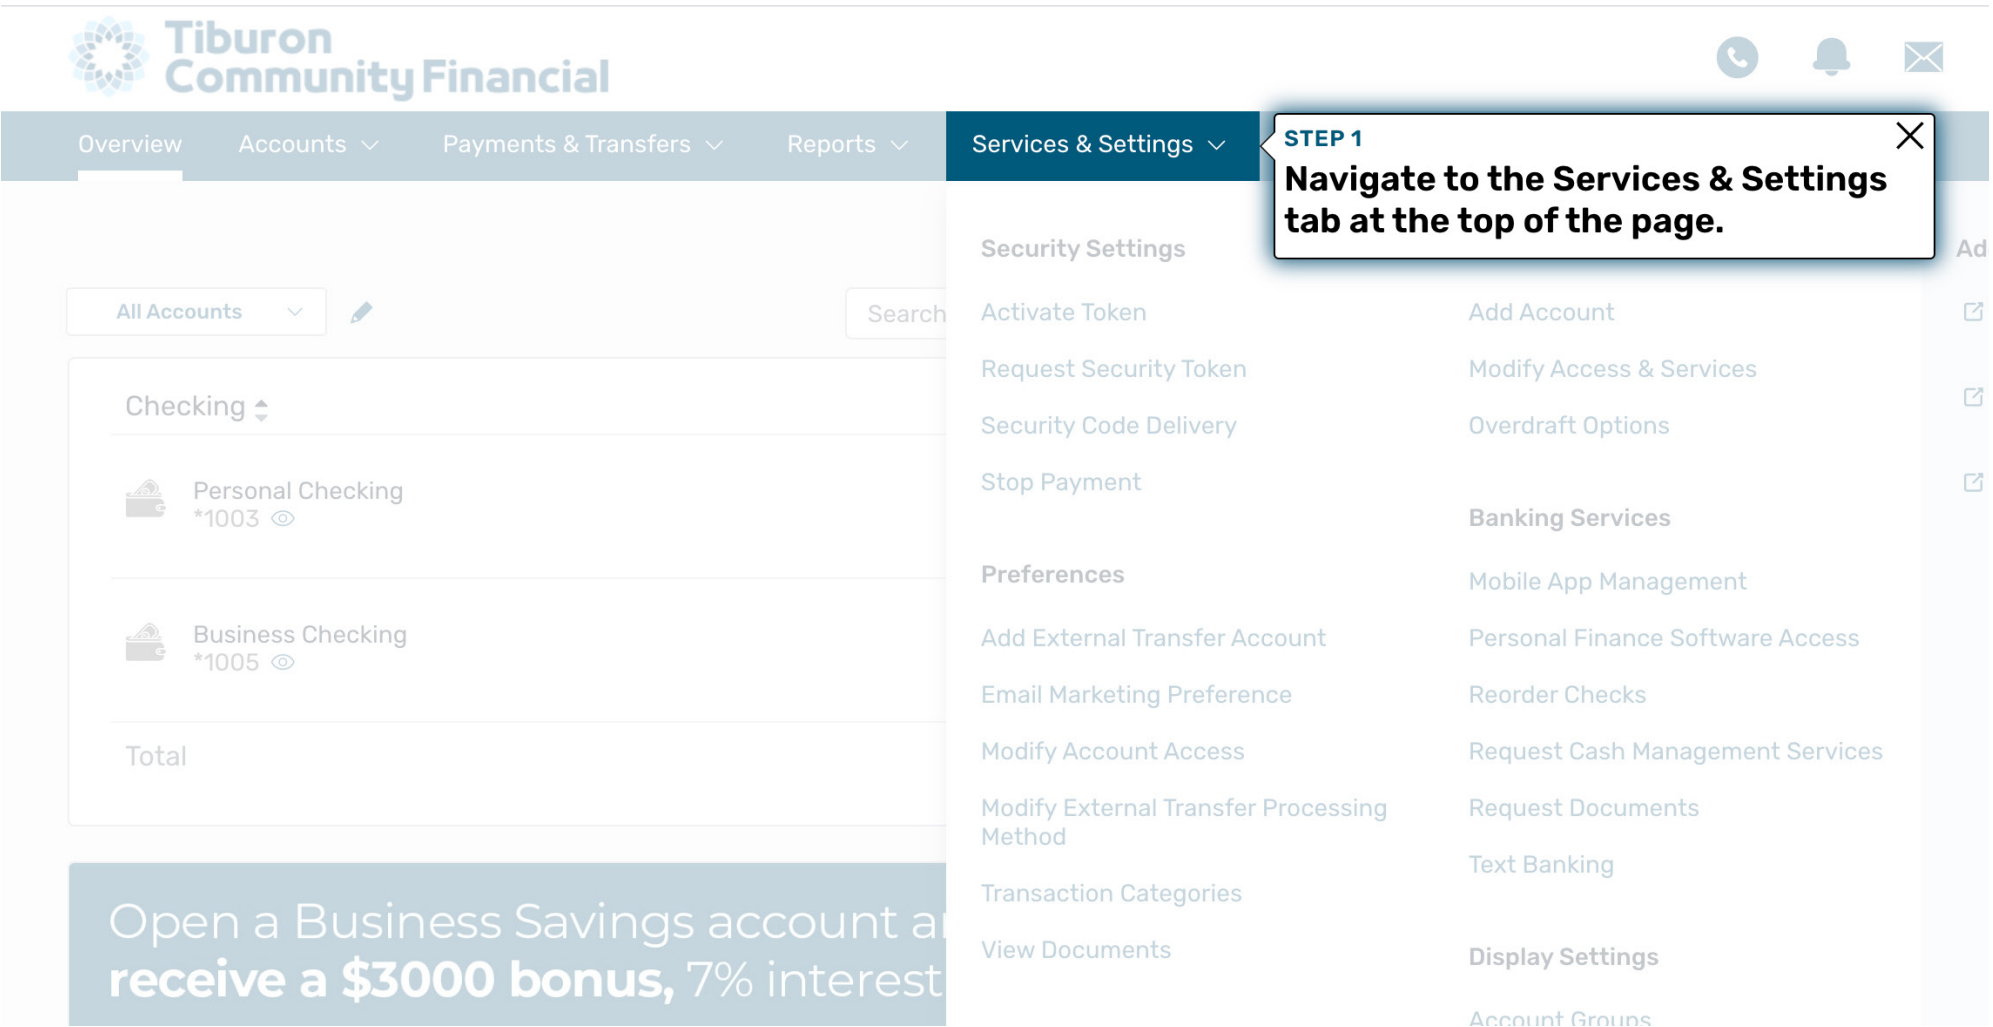 Tiburon
Community Financial
Overview
Accounts
Payments & Transfers
Reports
Services & Settings
STEP 1
Navigate to the Services & Settings
tab at the top of the page.
All Accounts
Search
Checking
Personal Checking
*1003
Business Checking
*1005
Total
Open a Business Savings account
receive a $3000 bonus, 7% interest
Security Settings
Activate Token
Request Security Token
Security Code Delivery
Stop Payment
Preferences
Add External Transfer Account
Email Marketing Preference
Modify Account Access
Modify External Transfer Processing
Method
Transaction Categories
View Documents
Add Account
Modify Access & Services
Overdraft Options
Banking Services
Mobile App Management
Personal Finance Software Access
Reorder Checks
Request Cash Management Services
Request Documents
Text Banking
Display Settings
Account Groups
Ad